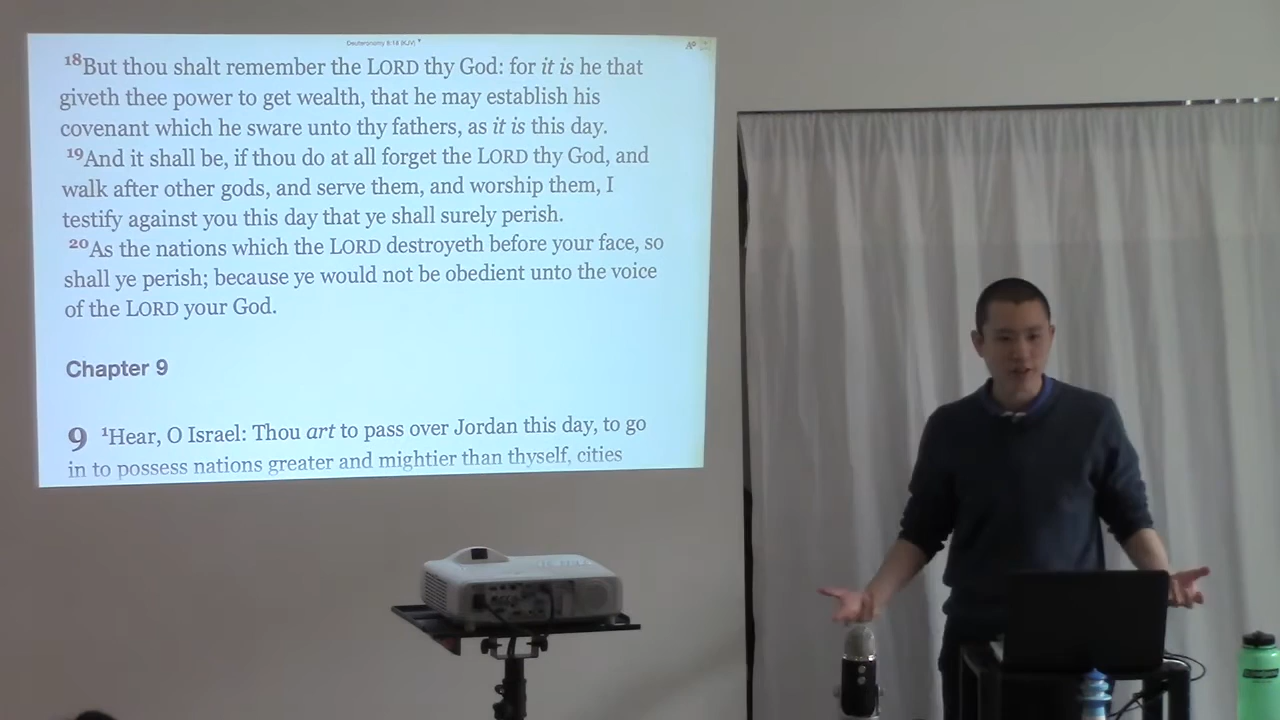 Deuteronomy 8:18 (KJV)
18But thou shalt remember the LORD thy God: for it is he that
giveth thee power to get wealth, that he may establish his
covenant which he sware unto thy fathers, as it is this day.
19And it shall be, if thou do at all forget the LORD thy God, and
walk after other gods, and serve them, and worship them, I
testify against you this day that ye shall surely perish.
20As the nations which the LORD destroyeth before your face, so
shall ye perish; because ye would not be obedient unto the voice
of the LORD your God.
Chapter 9
9 1Hear, O Israel: Thou art to pass over Jordan this day, to go
in to possess nations greater and mightier than thyself, cities